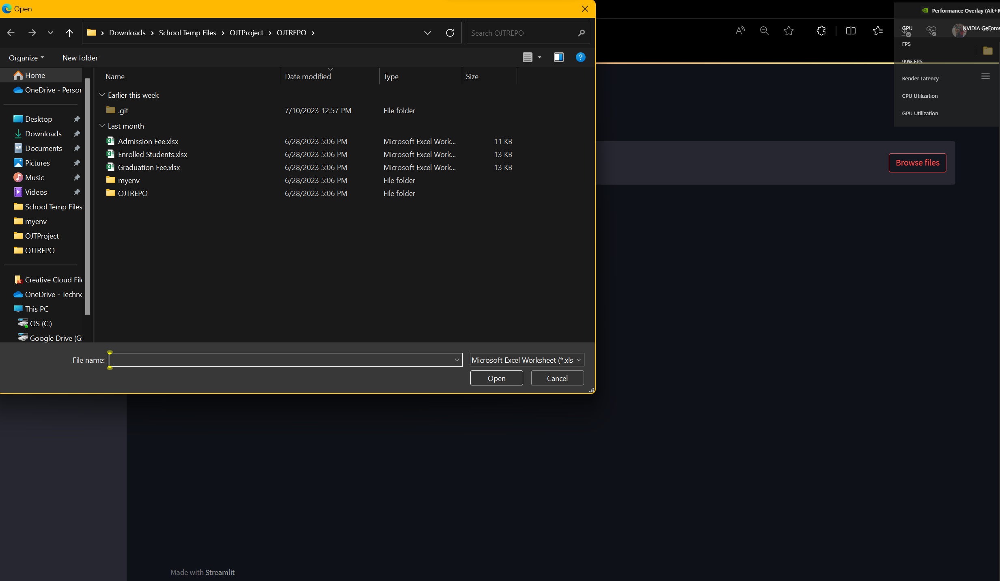 Open
Performance Overlay (Alt+R
Downloads School Temp Files OJTProject OJTREPO
Search OJTREPO
GPU NVIDIA GeForce
FPS
99% FPS
Render Latency
CPU Utilization
GPU Utilization
Organize New folder
Home
OneDrive - Person
Desktop
Downloads
Documents
Pictures
Music
Videos
School Temp Files
myenv
OJTProject
OJTREPO
Creative Cloud File
OneDrive - Techno
This PC
OS (C:)
Google Drive (G:
Name Date modified Type Size
Earlier this week
.git 7/10/2023 12:57 PM File folder
Last month
Admission Fee.xlsx 6/28/2023 5:06 PM Microsoft Excel Work... 11 KB
Enrolled Students.xlsx 6/28/2023 5:06 PM Microsoft Excel Work... 13 KB
Graduation Fee.xlsx 6/28/2023 5:06 PM Microsoft Excel Work... 13 KB
myenv 6/28/2023 5:06 PM File folder
OJTREPO 6/28/2023 5:06 PM File folder
Browse files
File name: Microsoft Excel Worksheet (*.xls
Open Cancel
Made with Streamlit